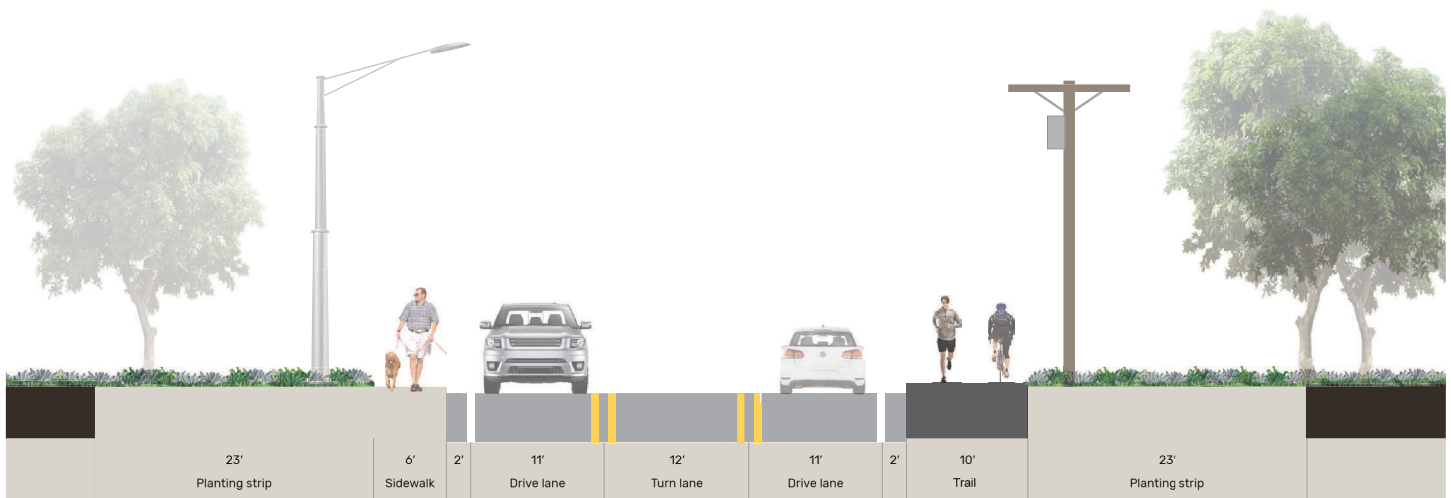 23′ 6′ 2′ 11′ 12′ 11′ 2′ 10′ 23′
Planting strip Sidewalk Drive lane Turn lane Drive lane Trail Planting strip